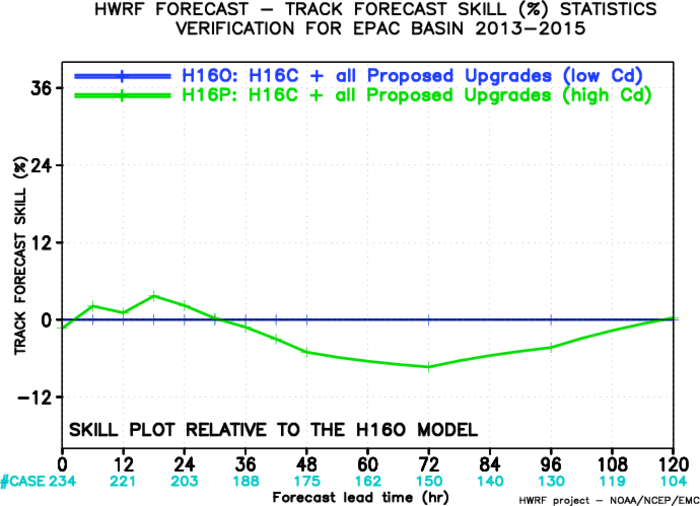 HWRF FORECAST – TRACK FORECAST SKILL (%) STATISTICS
VERIFICATION FOR EPAC BASIN 2013–2015
H16O: H16C + all Proposed Upgrades (low Cd)
H16P: H16C + all Proposed Upgrades (high Cd)
36
24
12
0
−12
TRACK FORECAST SKILL (%)
SKILL PLOT RELATIVE TO THE H16O MODEL
0 12 24 36 48 60 72 84 96 108 120
#CASE 234 221 203 188 175 162 150 140 130 119 104
Forecast lead time (hr)
HWRF project – NOAA/NCEP/EMC